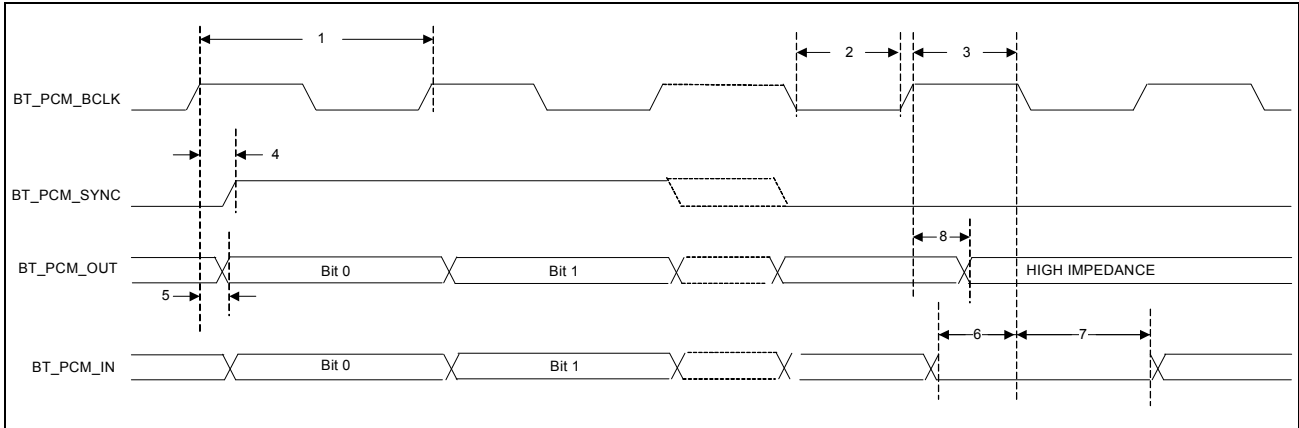 1
2
3
BT_PCM_BCLK
4
BT_PCM_SYNC
8
BT_PCM_OUT
Bit 0
Bit 1
HIGH IMPEDANCE
5
6
7
BT_PCM_IN
Bit 0
Bit 1